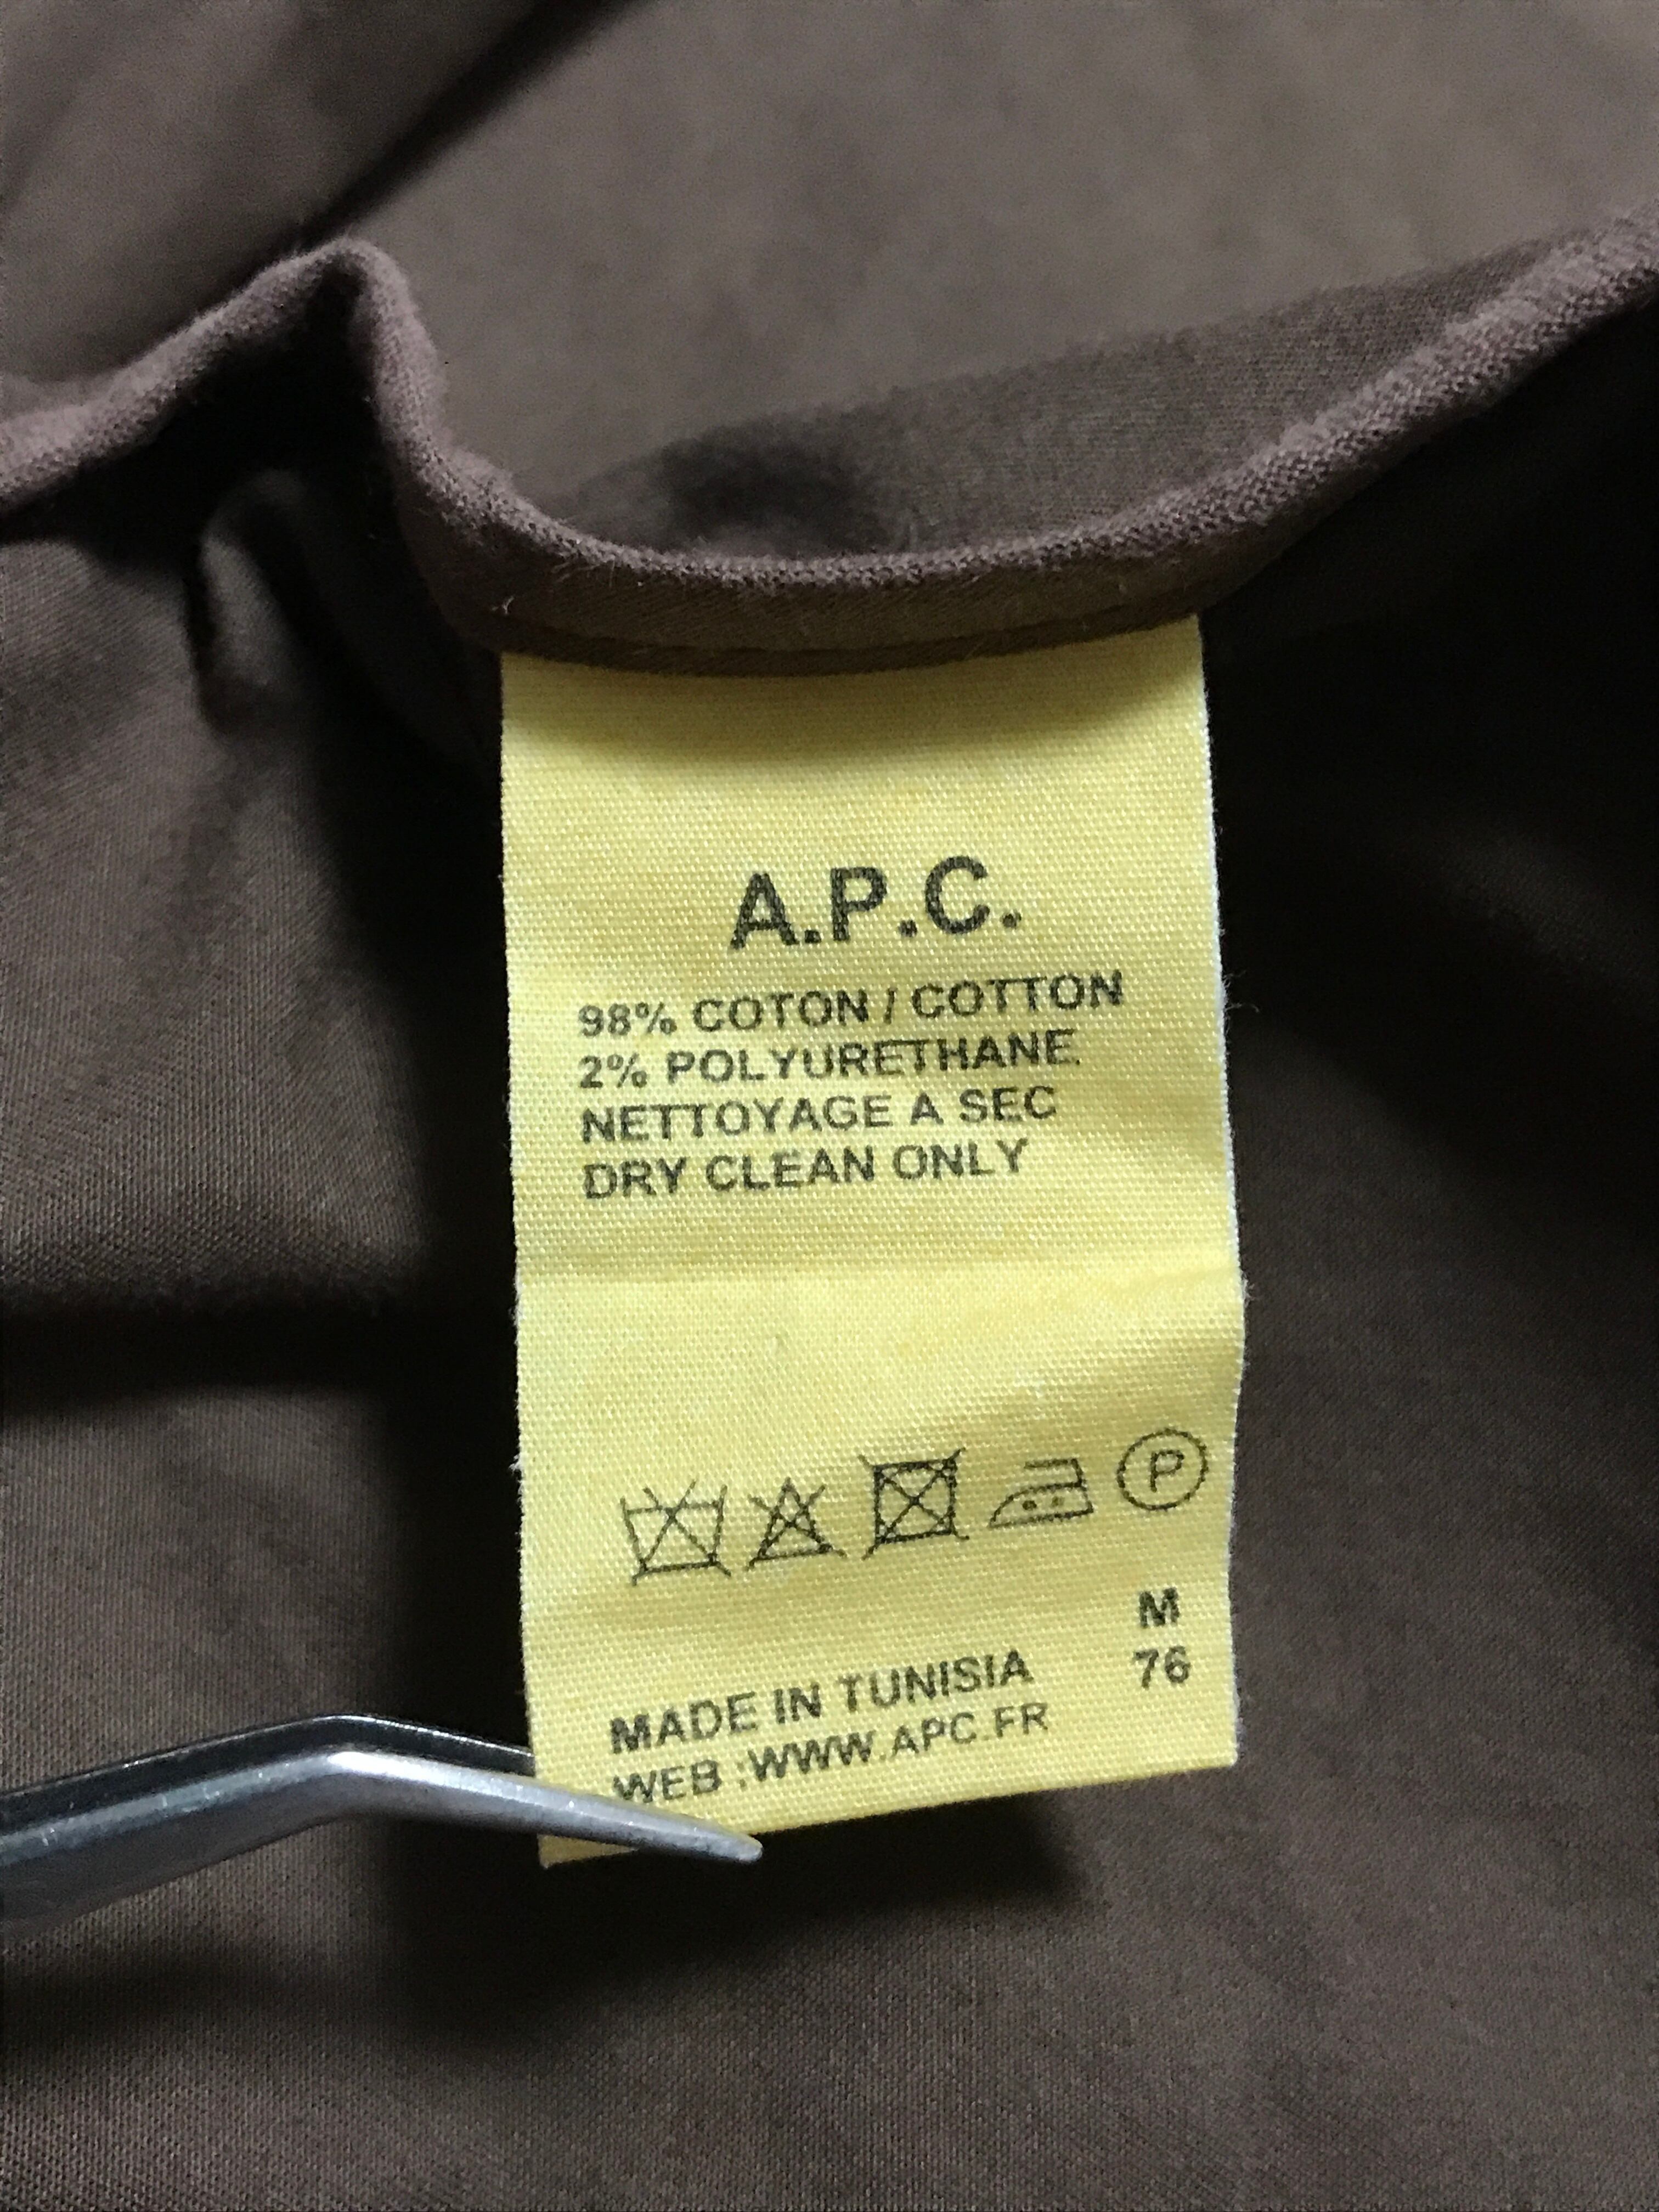 A.P.C.
98% COTON / COTTON
2% POLYURETHANE
NETTOYAGE A SEC
DRY CLEAN ONLY
P
M
76
MADE IN TUNISIA
WEB :WWW.APC.FR